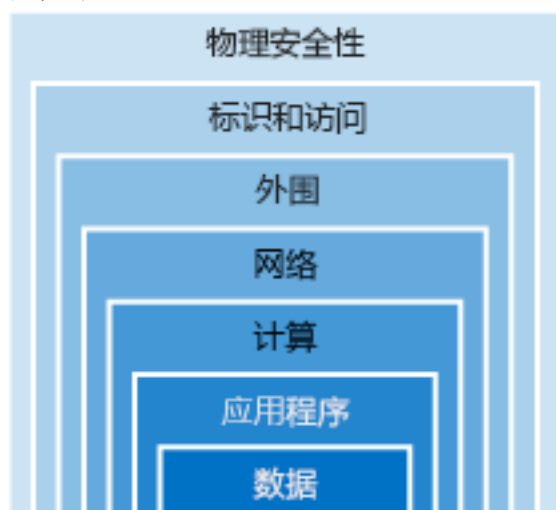 物理安全性
标识和访问
外围
网络
计算
应用程序
数据